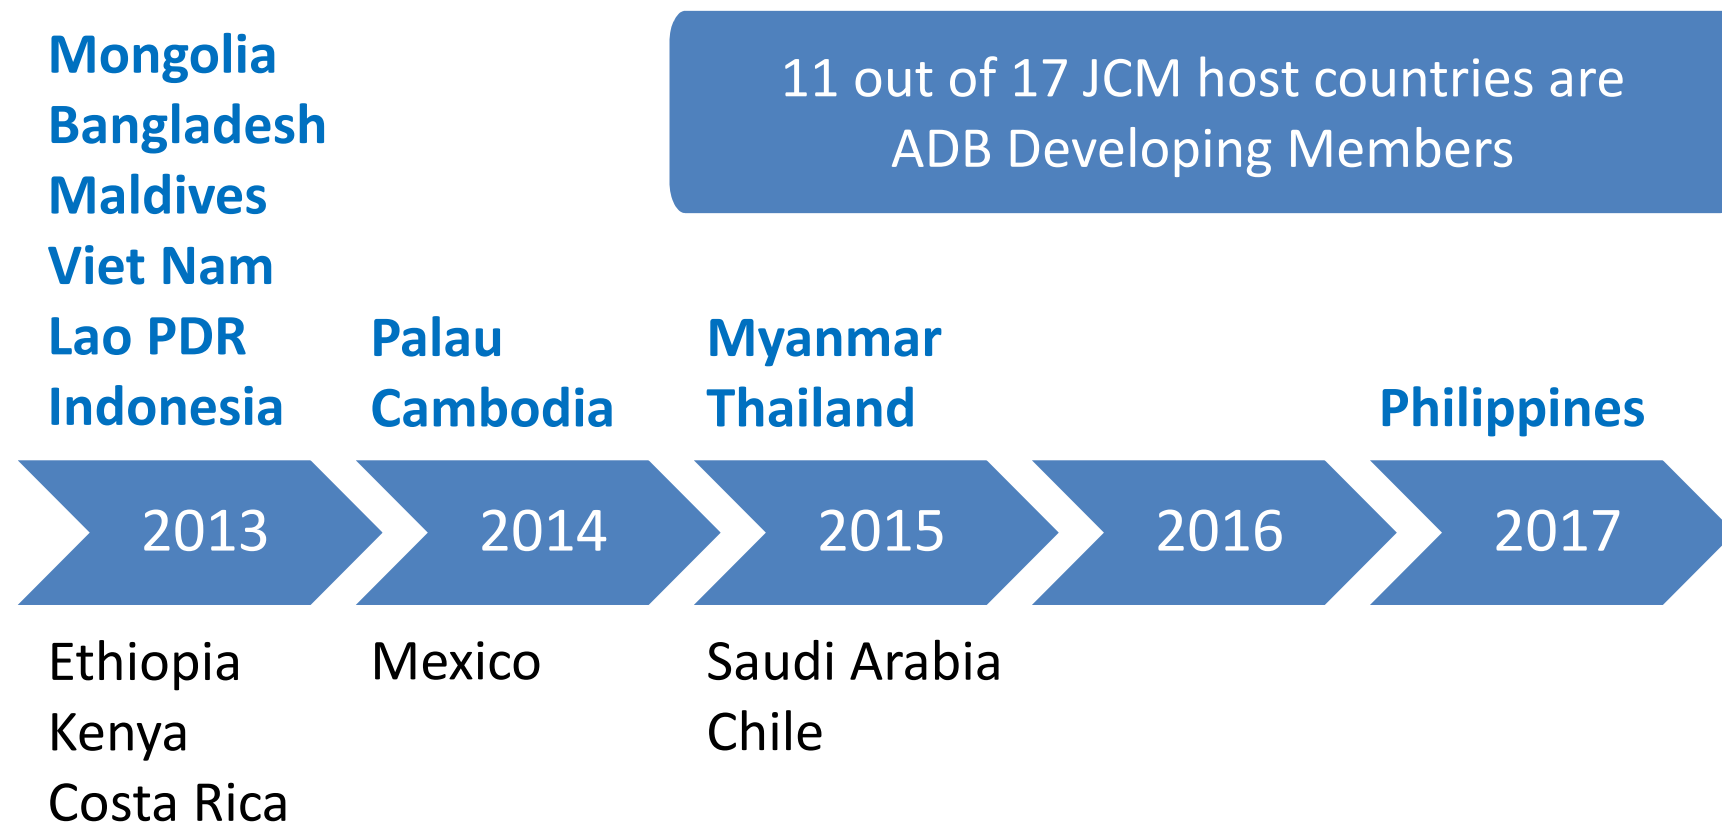 Mongolia
Bangladesh
Maldives
Viet Nam
Lao PDR
Indonesia
11 out of 17 JCM host countries are
ADB Developing Members
Palau
Cambodia
Myanmar
Thailand
Philippines
2013
2014
2015
2016
2017
Ethiopia
Kenya
Costa Rica
Mexico
Saudi Arabia
Chile